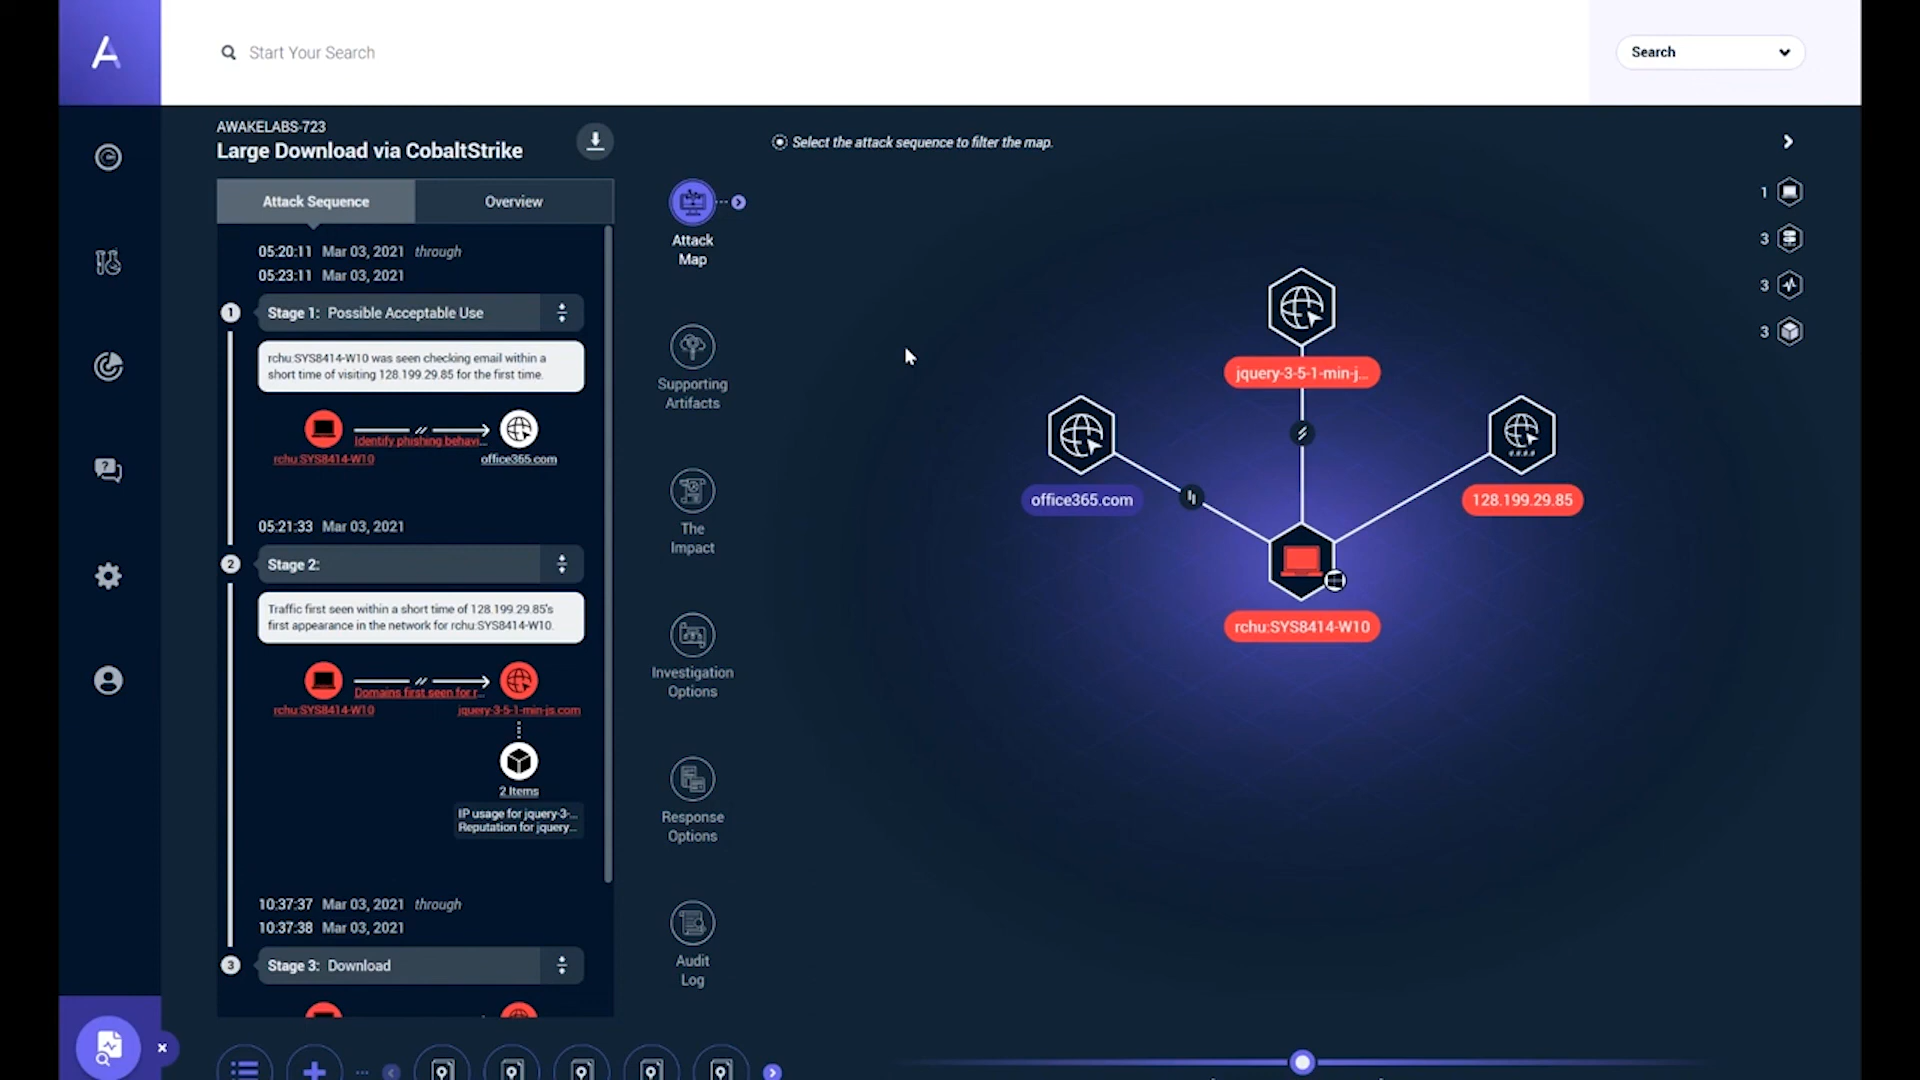 Start Your Search
Search
AWAKELABS-723
Large Download via CobaltStrike
Select the attack sequence to filter the map.
Attack Sequence
Overview
05:20:11 Mar 03, 2021 through
05:23:11 Mar 03, 2021
1
Stage 1: Possible Acceptable Use
rchu:SYS8414-W10 was seen checking email within a
short time of visiting 128.199.29.85 for the first time.
Identify phishing behavi...
rchu:SYS8414-W10
office365.com
05:21:33 Mar 03, 2021
2
Stage 2:
Traffic first seen within a short time of 128.199.29.85's
first appearance in the network for rchu:SYS8414-W10.
Domains first seen for r...
rchu:SYS8414-W10
jquery-3-5-1-min-js.com
2 Items
IP usage for jquery-3-...
Reputation for jquery...
10:37:37 Mar 03, 2021 through
10:37:38 Mar 03, 2021
3
Stage 3: Download
Attack
Map
Supporting
Artifacts
The
Impact
Investigation
Options
Response
Options
Audit
Log
jquery-3-5-1-min-j...
office365.com
128.199.29.85
rchu:SYS8414-W10
1
3
3
3